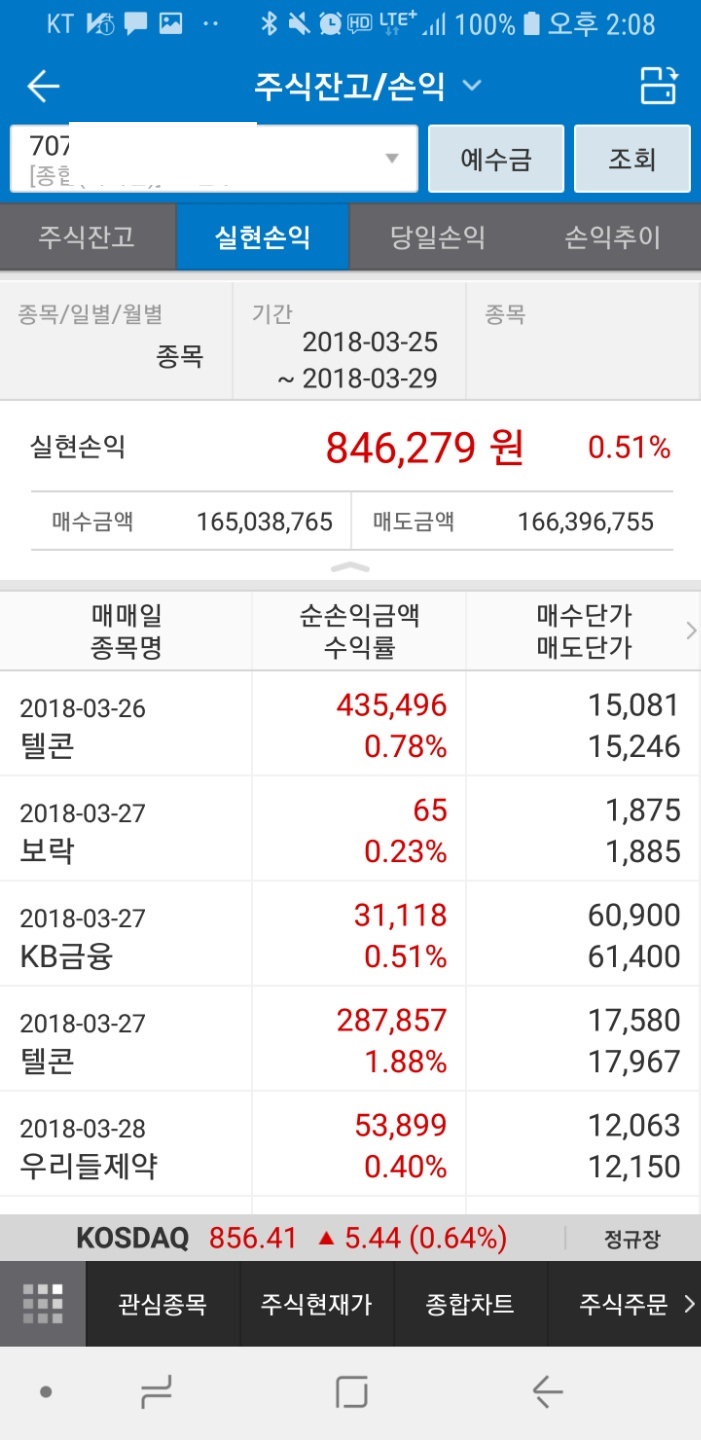 KT HD LTE+ 100% 오후 2:08
주식잔고/손익
707 예수금 조회
[종합
주식잔고 실현손익 당일손익 손익추이
종목/일별/월별 기간 종목
종목 2018-03-25
~ 2018-03-29
실현손익 846,279 원 0.51%
매수금액 165,038,765 매도금액 166,396,755
매매일 순손익금액 매수단가
종목명 수익률 매도단가
2018-03-26 435,496 15,081
텔콘 0.78% 15,246
2018-03-27 65 1,875
보락 0.23% 1,885
2018-03-27 31,118 60,900
KB금융 0.51% 61,400
2018-03-27 287,857 17,580
텔콘 1.88% 17,967
2018-03-28 53,899 12,063
우리들제약 0.40% 12,150
KOSDAQ 856.41 ▲ 5.44 (0.64%) 정규장
관심종목 주식현재가 종합차트 주식주문